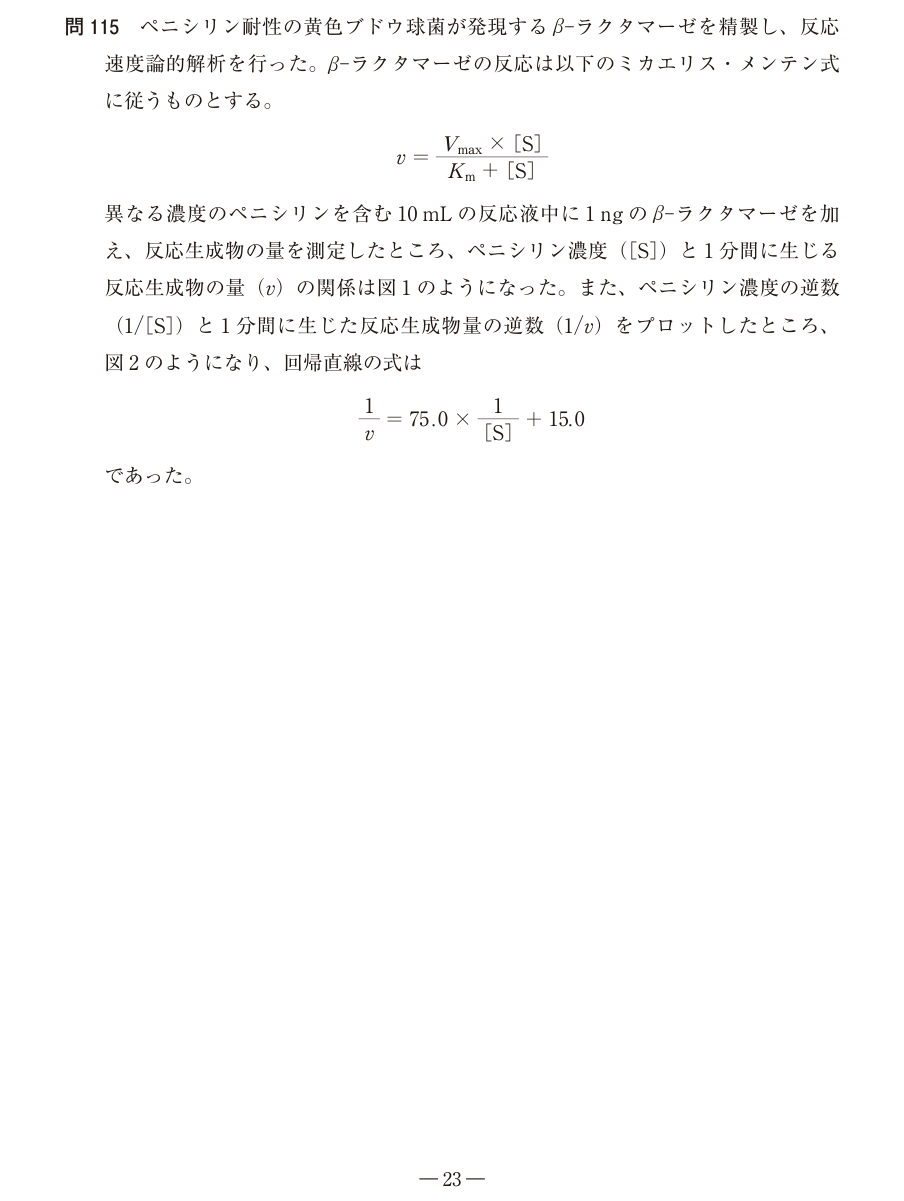 問 115 ペニシリン耐性の黄色ブドウ球菌が発現する β-ラクタマーゼを精製し、反応
速度論的解析を行った。β-ラクタマーゼの反応は以下のミカエリス・メンテン式
に従うものとする。
v = (Vmax × [S]) / (Km + [S])
異なる濃度のペニシリンを含む 10 mL の反応液中に 1 ng の β-ラクタマーゼを加
え、反応生成物の量を測定したところ、ペニシリン濃度([S])と 1 分間に生じる
反応生成物の量(v)の関係は図 1 のようになった。また、ペニシリン濃度の逆数
(1/[S])と 1 分間に生じた反応生成物量の逆数(1/v)をプロットしたところ、
図 2 のようになり、回帰直線の式は
1/v = 75.0 × 1/[S] + 15.0
であった。
— 23 —